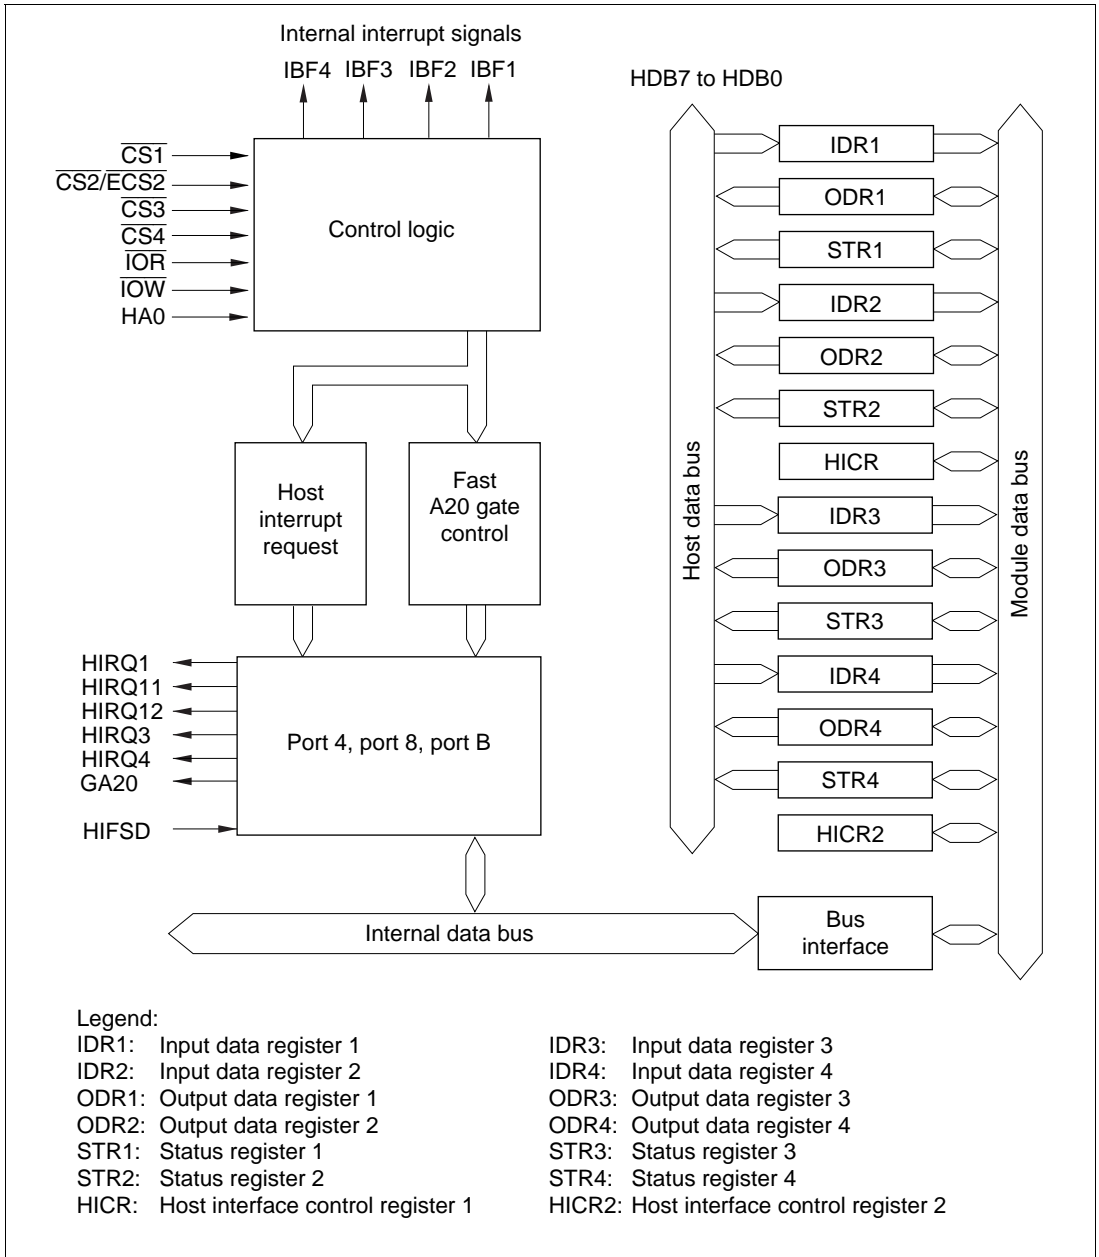 Internal interrupt signals
IBF4 IBF3 IBF2 IBF1
HDB7 to HDB0
CS1
CS2/ECS2
CS3
CS4
IOR
IOW
HA0
Control logic
Host
interrupt
request
Fast
A20 gate
control
HIRQ1
HIRQ11
HIRQ12
HIRQ3
HIRQ4
GA20
HIFSD
Port 4, port 8, port B
Host data bus
IDR1
ODR1
STR1
IDR2
ODR2
STR2
HICR
IDR3
ODR3
STR3
IDR4
ODR4
STR4
HICR2
Module data bus
Internal data bus
Bus
interface
Legend:
IDR1: Input data register 1
IDR2: Input data register 2
ODR1: Output data register 1
ODR2: Output data register 2
STR1: Status register 1
STR2: Status register 2
HICR: Host interface control register 1
IDR3: Input data register 3
IDR4: Input data register 4
ODR3: Output data register 3
ODR4: Output data register 4
STR3: Status register 3
STR4: Status register 4
HICR2: Host interface control register 2